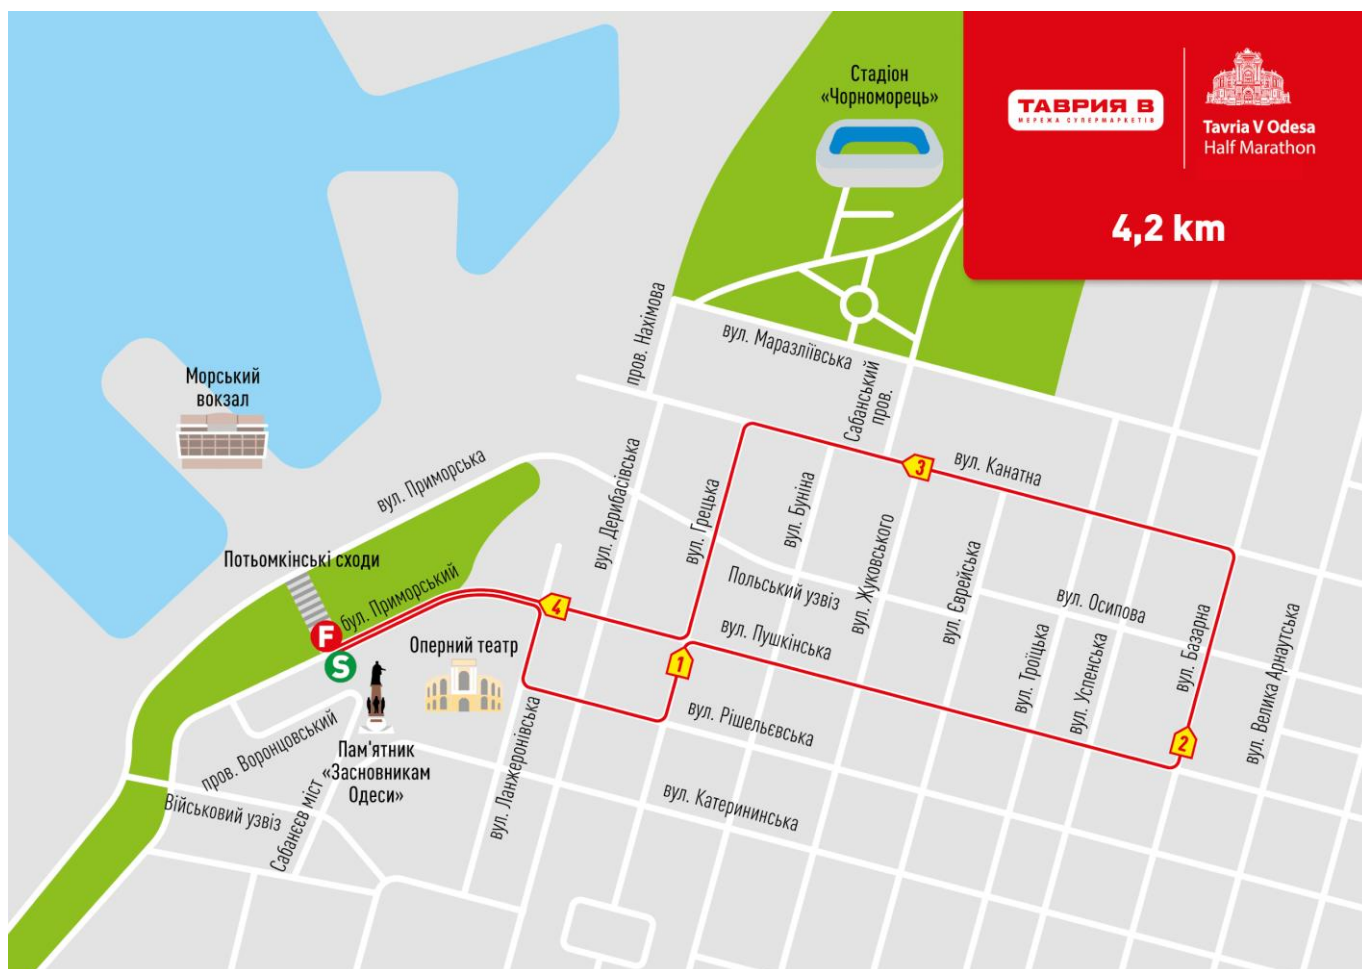 Стадіон
«Чорноморець»
ТАВРИЯ В
МЕРЕЖА СУПЕРМАРКЕТІВ
Tavria V Odesa
Half Marathon
4,2 km
пров. Нахімова
вул. Маразліївська
Сабанський
пров.
Морський
вокзал
вул. Приморська
вул. Дерибасівська
вул. Грецька
вул. Буніна
3
вул. Канатна
вул. Жуковського
вул. Єврейська
Потьомкінські сходи
бул. Приморський
Польський узвіз
вул. Осипова
вул. Базарна
4
F
S
Оперний театр
1
вул. Пушкінська
вул. Троїцька
вул. Успенська
вул. Велика Арнаутська
2
пров. Воронцовський
Пам'ятник
«Засновникам
Одеси»
вул. Ланжеронівська
вул. Рішельєвська
вул. Катерининська
Військовий узвіз
Сабанєєв міст